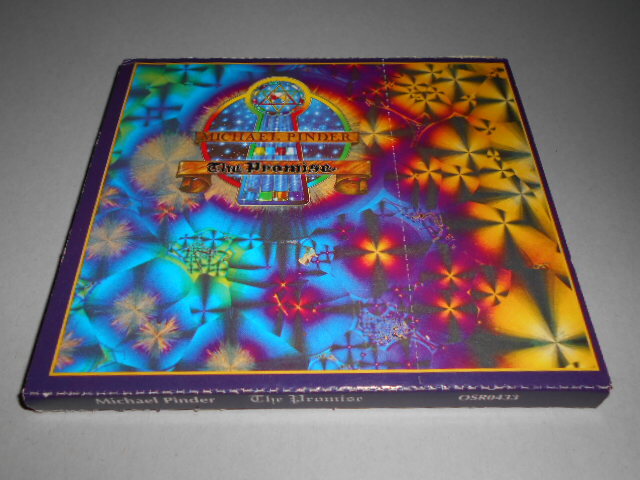 MICHAEL PINDER
The Promise
Michael Pinder The Promise OSR0433